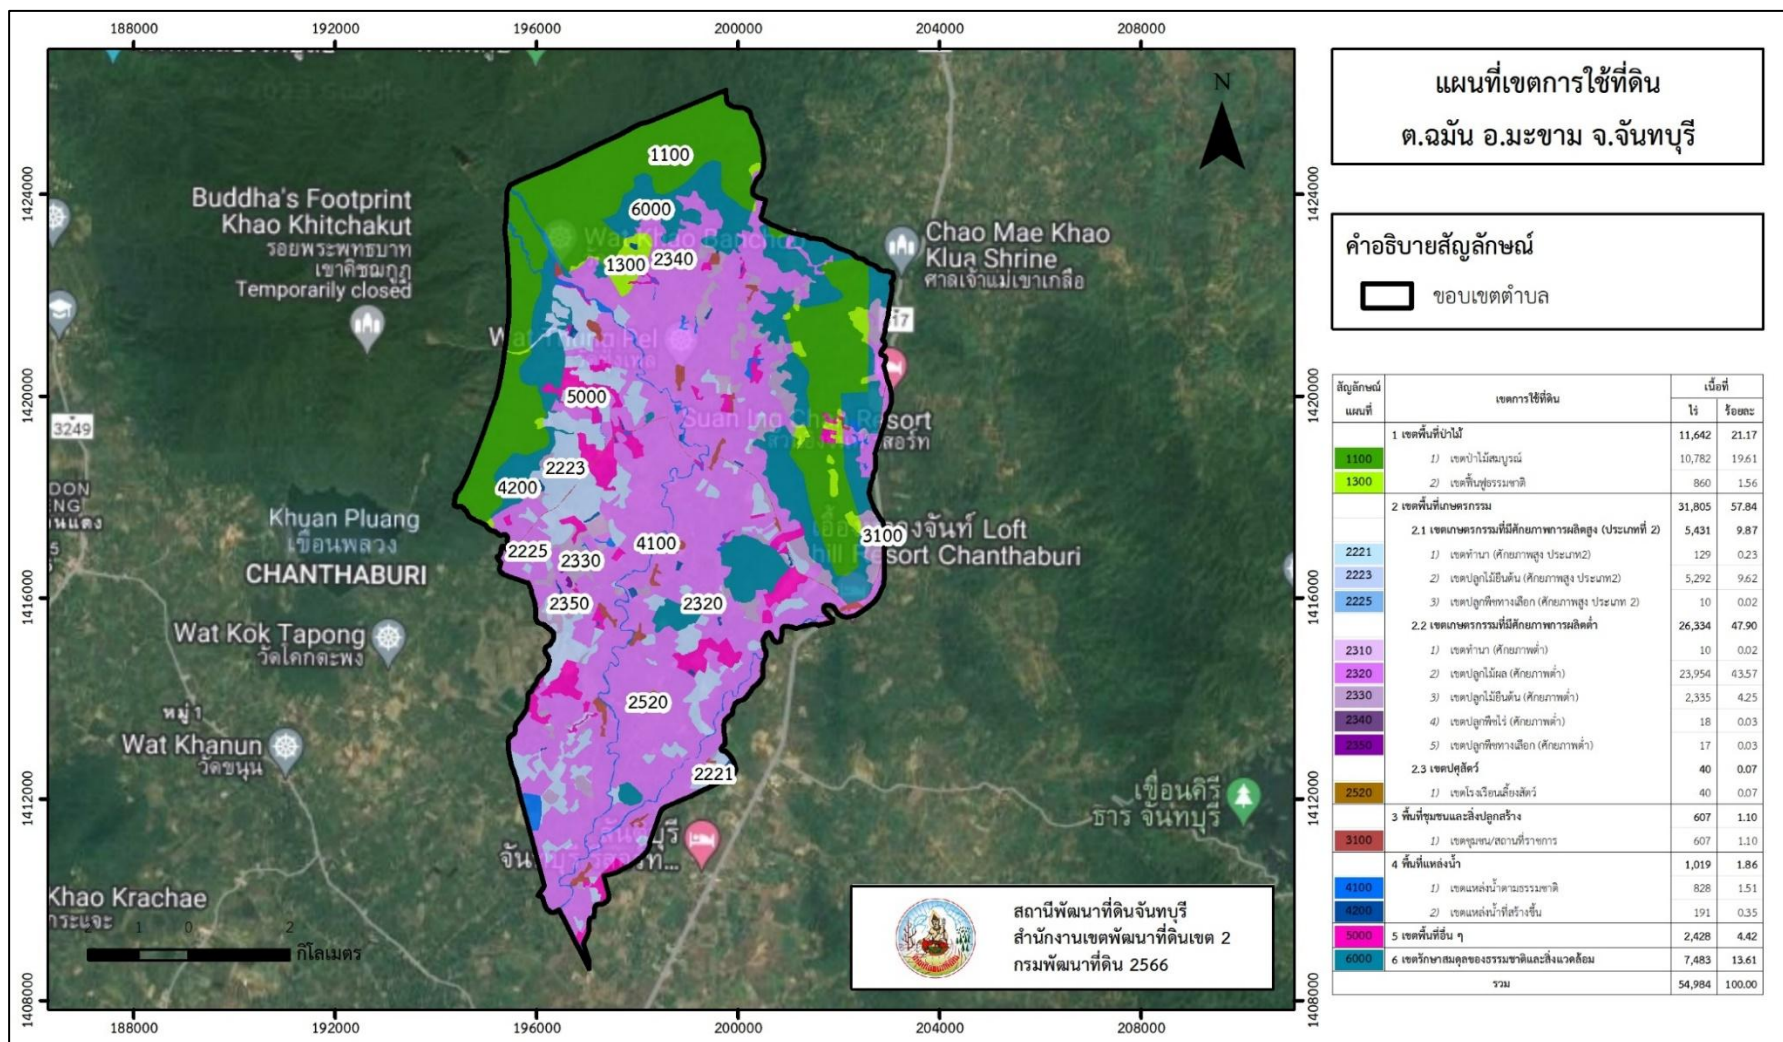 188000 192000 196000 200000 204000 208000
แผนที่เขตการใช้ที่ดิน
ต.ฉมัน อ.มะขาม จ.จันทบุรี
คำอธิบายสัญลักษณ์
ขอบเขตตำบล
N
1424000
1420000
1416000
1412000
1408000
1424000
1420000
1416000
1412000
1408000
1100
6000
1300
2340
5000
2223
4200
2225
2330
4100
3100
2350
2320
2520
2221
Buddha's Footprint
Khao Khitchakut
รอยพระพุทธบาท
เขาคิชฌกูฏ
Temporarily closed
Wat Khao Banchob
Chao Mae Khao
Klua Shrine
ศาลเจ้าแม่เขาเกลือ
3249
Khuan Pluang
เขื่อนพลวง
CHANTHABURI
Wat Kok Tapong
วัดโคกตะพง
หมู่ 1
Wat Khanun
วัดขนุน
Khao Krachae
Resort Chanthaburi
Loft
เขื่อนคิรี
ธาร จันทบุรี
2 1 0 2
กิโลเมตร
สถานีพัฒนาที่ดินจันทบุรี
สำนักงานเขตพัฒนาที่ดินเขต 2
กรมพัฒนาที่ดิน 2566
188000 192000 196000 200000 204000 208000
สัญลักษณ์แผนที่ เขตการใช้ที่ดิน เนื้อที่
ไร่ ร้อยละ
1 เขตพื้นที่ป่าไม้ 11,642 21.17
1100 1) เขตป่าไม้สมบูรณ์ 10,782 19.61
1300 2) เขตฟื้นฟูธรรมชาติ 860 1.56
2 เขตพื้นที่เกษตรกรรม 31,805 57.84
2.1 เขตเกษตรกรรมที่มีศักยภาพการผลิตสูง (ประเภทที่ 2) 5,431 9.87
2221 1) เขตทำนา (ศักยภาพสูง ประเภท2) 129 0.23
2223 2) เขตปลูกไม้ยืนต้น (ศักยภาพสูง ประเภท2) 5,292 9.62
2225 3) เขตปลูกพืชทางเลือก (ศักยภาพสูง ประเภท 2) 10 0.02
2.2 เขตเกษตรกรรมที่มีศักยภาพการผลิตต่ำ 26,334 47.90
2310 1) เขตทำนา (ศักยภาพต่ำ) 10 0.02
2320 2) เขตปลูกไม้ผล (ศักยภาพต่ำ) 23,954 43.57
2330 3) เขตปลูกไม้ยืนต้น (ศักยภาพต่ำ) 2,335 4.25
2340 4) เขตปลูกพืชไร่ (ศักยภาพต่ำ) 18 0.03
2350 5) เขตปลูกพืชทางเลือก (ศักยภาพต่ำ) 17 0.03
2.3 เขตปศุสัตว์ 40 0.07
2520 1) เขตโรงเรือนเลี้ยงสัตว์ 40 0.07
3 พื้นที่ชุมชนและสิ่งปลูกสร้าง 607 1.10
3100 1) เขตชุมชน/สถานที่ราชการ 607 1.10
4 พื้นที่แหล่งน้ำ 1,019 1.86
4100 1) เขตแหล่งน้ำตามธรรมชาติ 828 1.51
4200 2) เขตแหล่งน้ำที่สร้างขึ้น 191 0.35
5000 5 เขตพื้นที่อื่น ๆ 2,428 4.42
6000 6 เขตรักษาสมดุลของธรรมชาติและสิ่งแวดล้อม 7,483 13.61
รวม 54,984 100.00